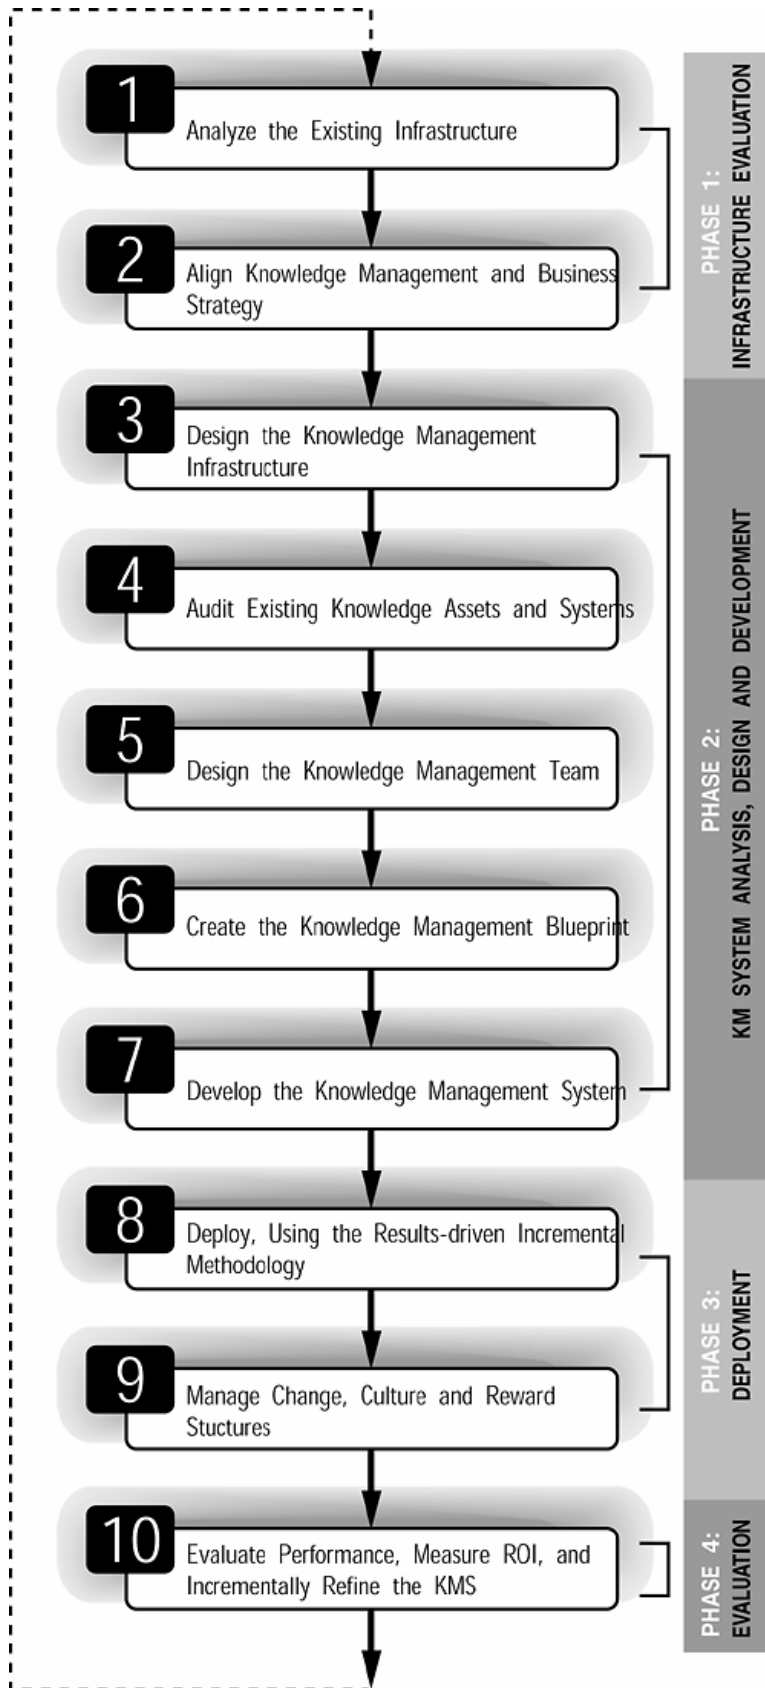 1
Analyze the Existing Infrastructure
2
Align Knowledge Management and Business
Strategy
PHASE 1:
INFRASTRUCTURE EVALUATION
3
Design the Knowledge Management
Infrastructure
4
Audit Existing Knowledge Assets and Systems
5
Design the Knowledge Management Team
6
Create the Knowledge Management Blueprint
7
Develop the Knowledge Management System
PHASE 2:
KM SYSTEM ANALYSIS, DESIGN AND DEVELOPMENT
8
Deploy, Using the Results-driven Incremental
Methodology
9
Manage Change, Culture and Reward
Stuctures
PHASE 3:
DEPLOYMENT
10
Evaluate Performance, Measure ROI, and
Incrementally Refine the KMS
PHASE 4:
EVALUATION